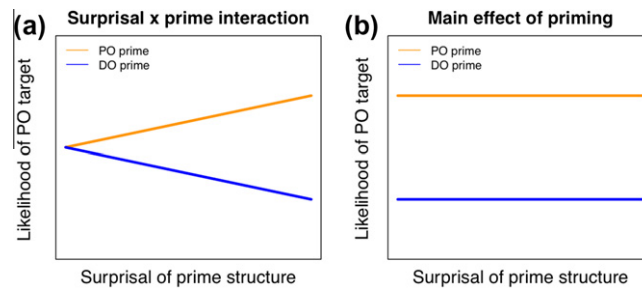 (a)
Surprisal x prime interaction
PO prime
DO prime
Likelihood of PO target
Surprisal of prime structure
(b)
Main effect of priming
PO prime
DO prime
Likelihood of PO target
Surprisal of prime structure